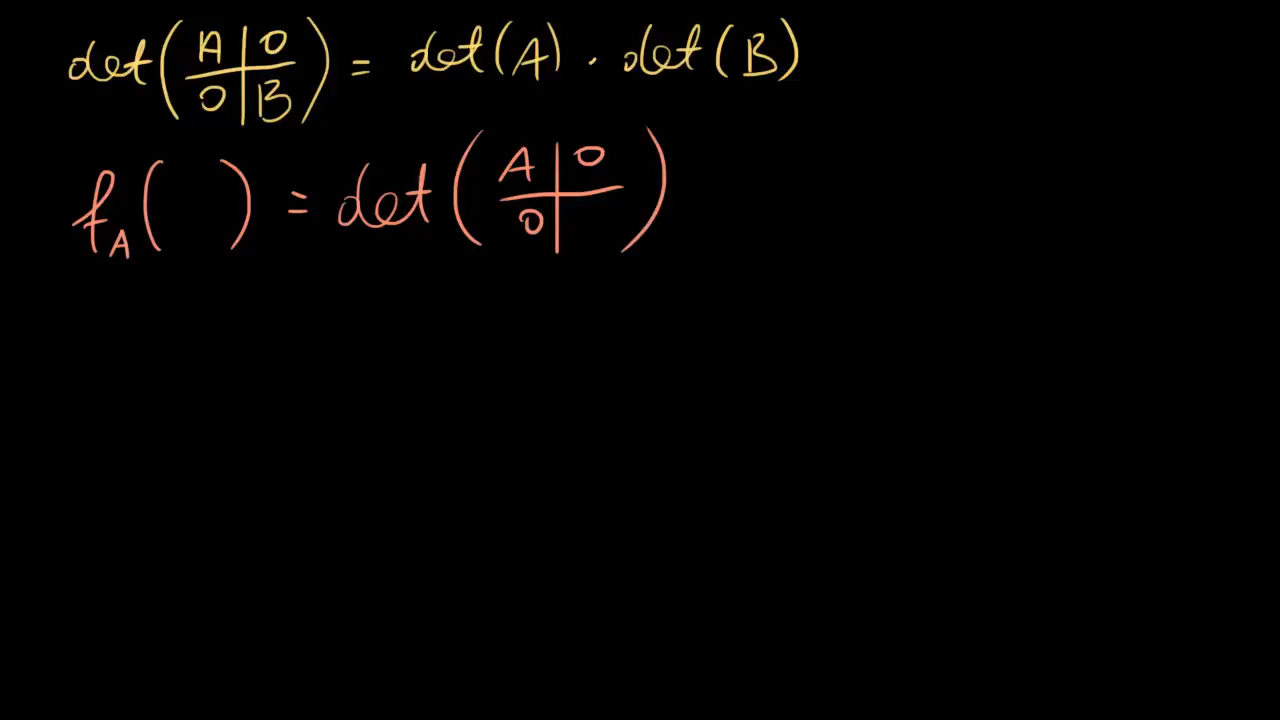 det(A|0 / 0|B) = det(A) · det(B)
f_A( ) = det(A|0 / 0| )